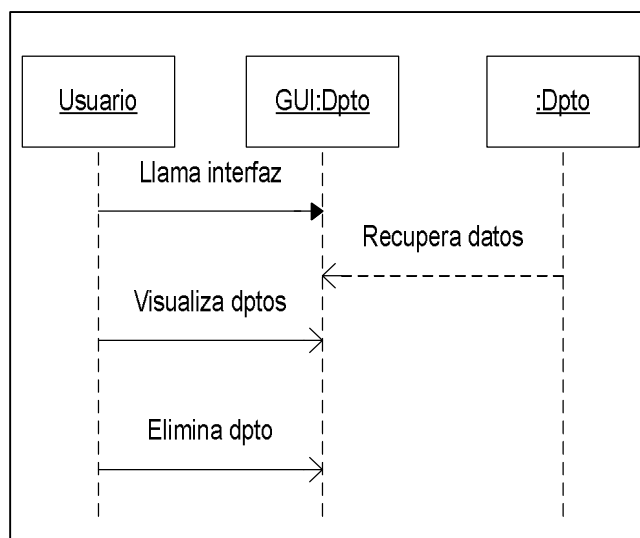 Usuario
GUI:Dpto
:Dpto
Llama interfaz
Recupera datos
Visualiza dptos
Elimina dpto